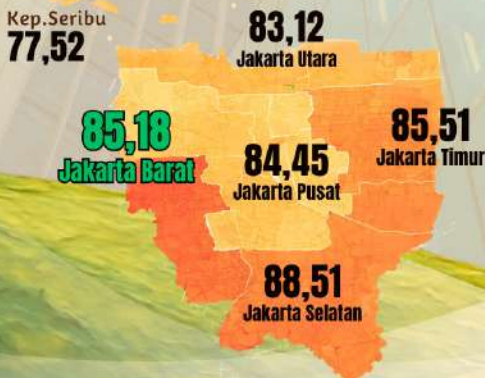 Kep.Seribu
77,52
83,12
Jakarta Utara
85,18
Jakarta Barat
84,45
Jakarta Pusat
85,51
Jakarta Timur
88,51
Jakarta Selatan